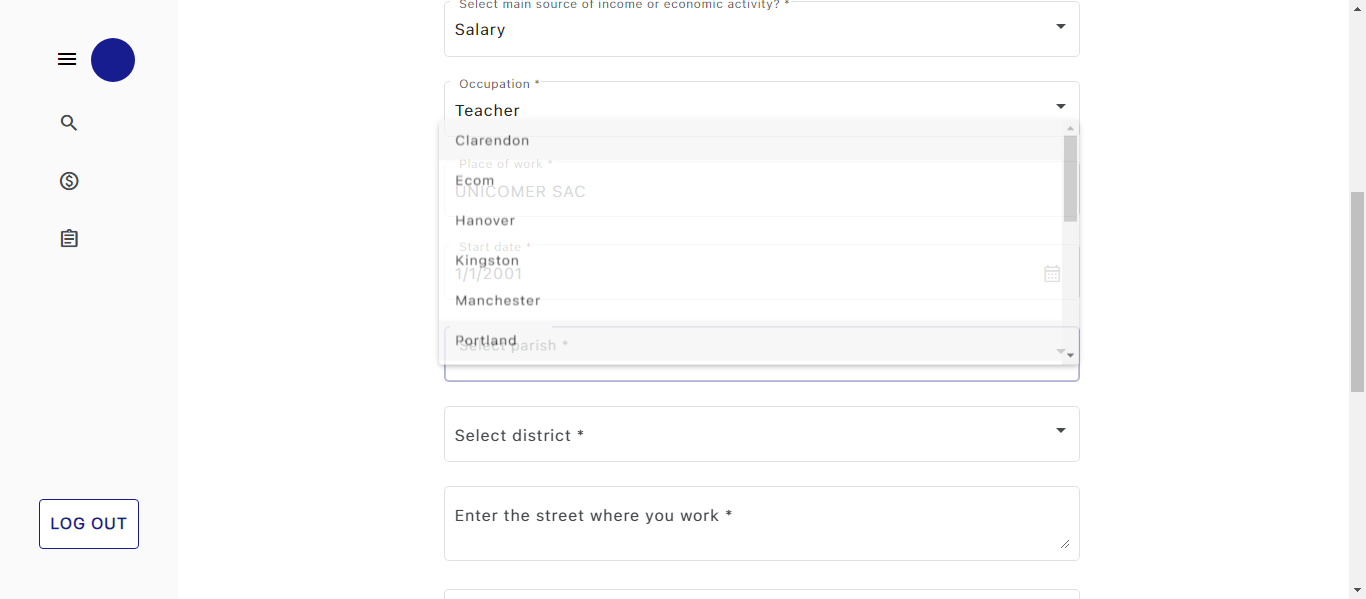 Select main source of income or economic activity? *
Salary
Occupation *
Teacher
Clarendon
Place of work *
Ecom
UNICOMER SAC
Hanover
Start date *
Kingston
1/1/2001
Manchester
Portland
Select parish *
Select district *
Enter the street where you work *
LOG OUT